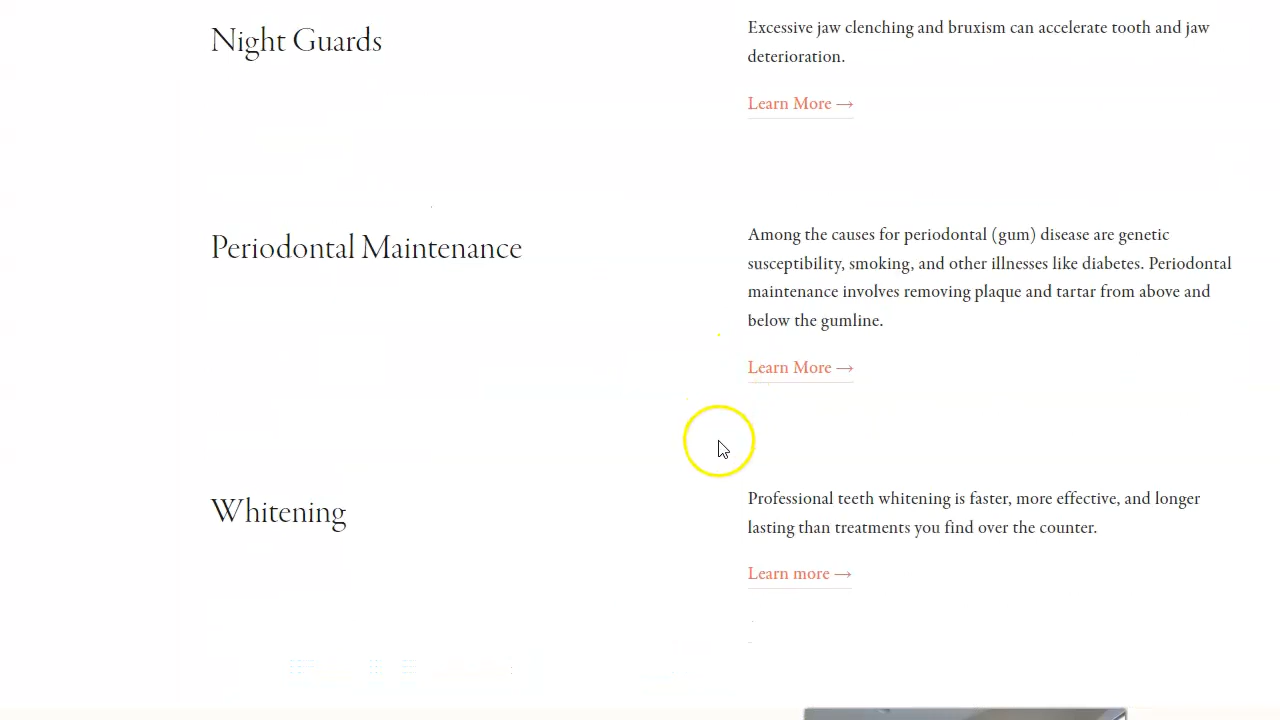 Night Guards
Excessive jaw clenching and bruxism can accelerate tooth and jaw
deterioration.
Learn More →
Periodontal Maintenance
Among the causes for periodontal (gum) disease are genetic
susceptibility, smoking, and other illnesses like diabetes. Periodontal
maintenance involves removing plaque and tartar from above and
below the gumline.
Learn More →
Whitening
Professional teeth whitening is faster, more effective, and longer
lasting than treatments you find over the counter.
Learn more →